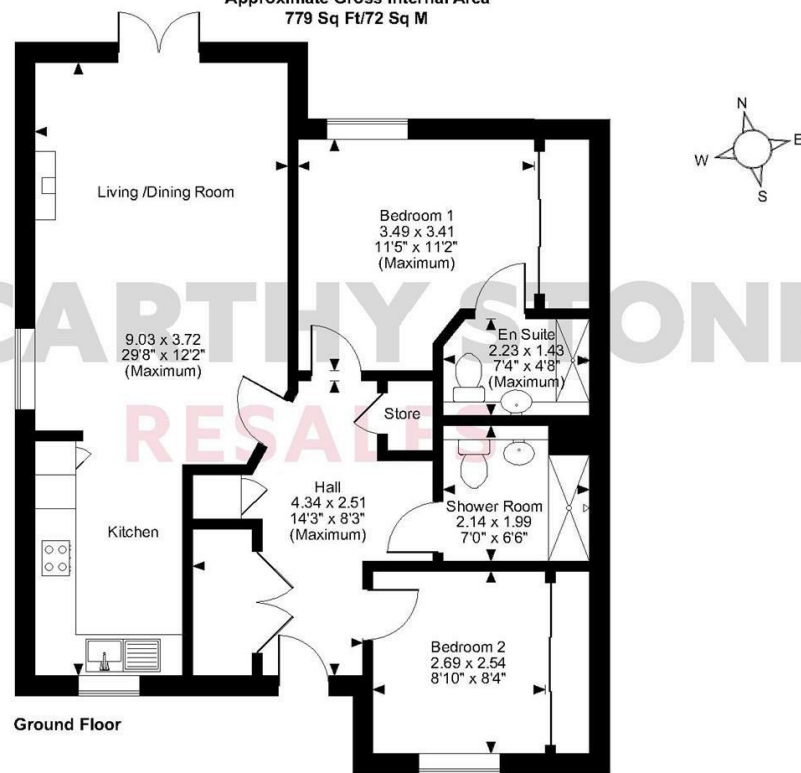 Approximate Gross Internal Area
779 Sq Ft/72 Sq M
N
W
E
S
Living /Dining Room
Bedroom 1
3.49 x 3.41
11'5" x 11'2"
(Maximum)
CARTHY STONE
RESALES
9.03 x 3.72
29'8" x 12'2"
(Maximum)
En Suite
2.23 x 1.43
7'4" x 4'8"
(Maximum)
Store
Hall
4.34 x 2.51
14'3" x 8'3"
(Maximum)
Shower Room
2.14 x 1.99
7'0" x 6'6"
Kitchen
Bedroom 2
2.69 x 2.54
8'10" x 8'4"
Ground Floor